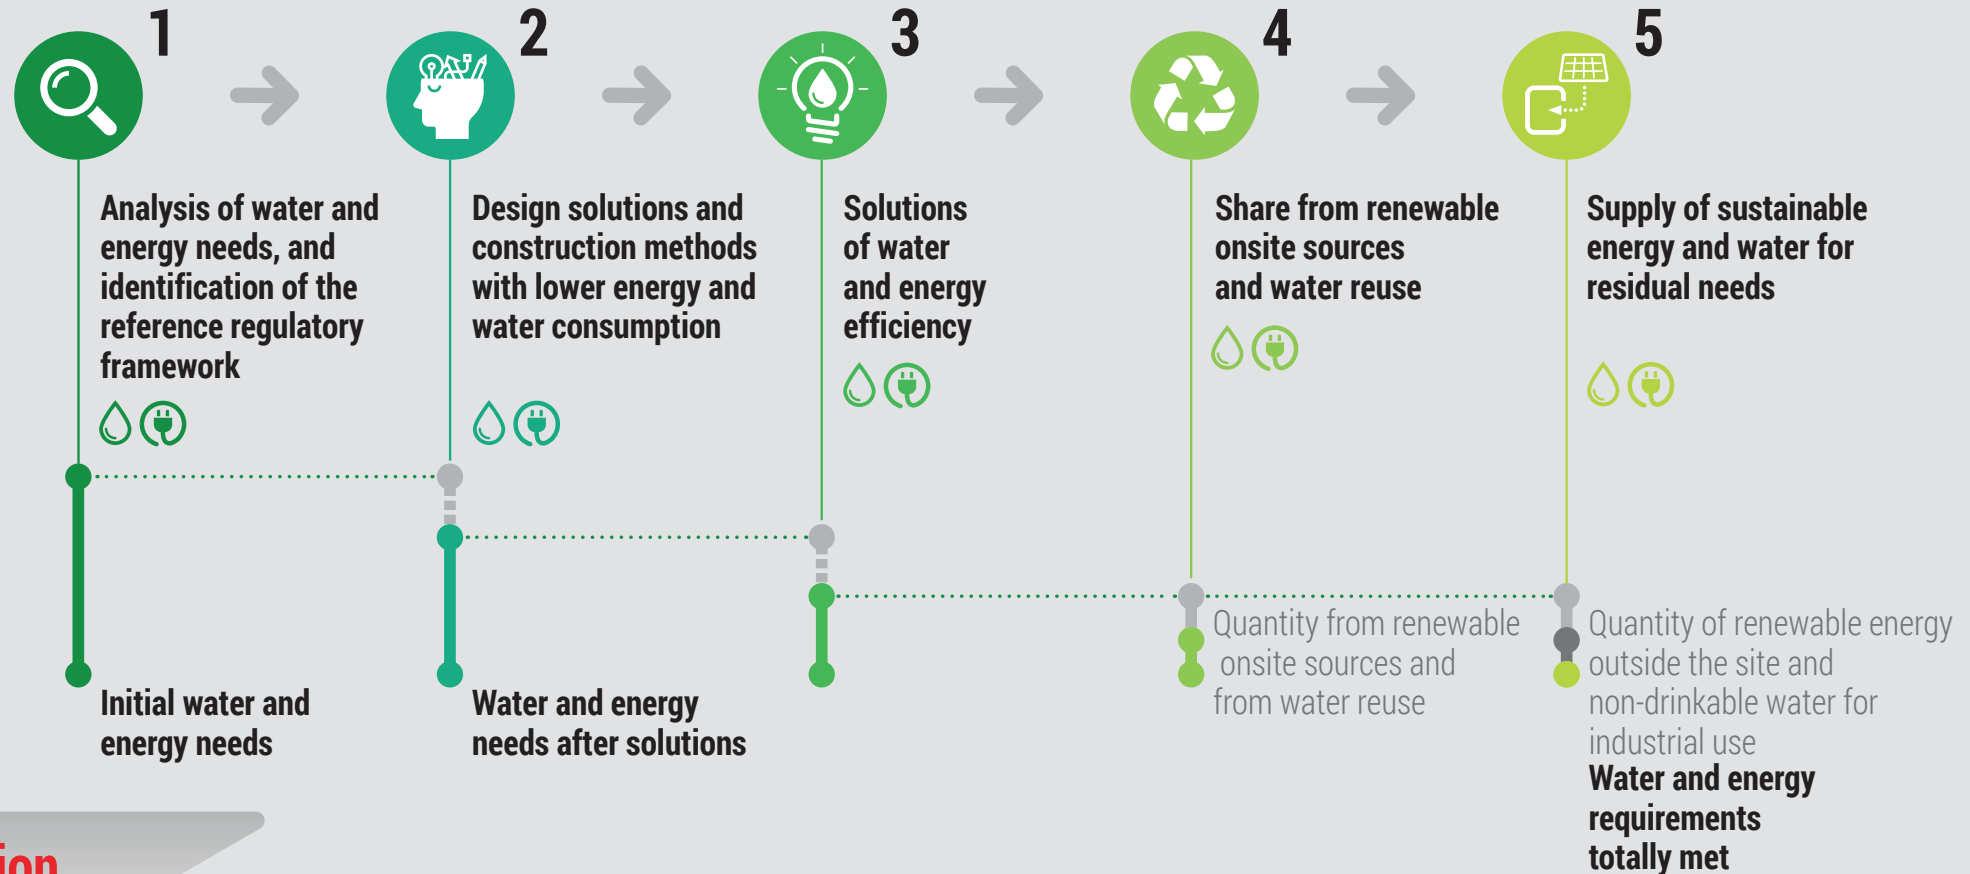 1
Analysis of water and
energy needs, and
identification of the
reference regulatory
framework
Initial water and
energy needs
2
Design solutions and
construction methods
with lower energy and
water consumption
Water and energy
needs after solutions
3
Solutions
of water
and energy
efficiency
4
Share from renewable
onsite sources
and water reuse
Quantity from renewable
onsite sources and
from water reuse
5
Supply of sustainable
energy and water for
residual needs
Quantity of renewable energy
outside the site and
non-drinkable water for
industrial use
Water and energy
requirements
totally met